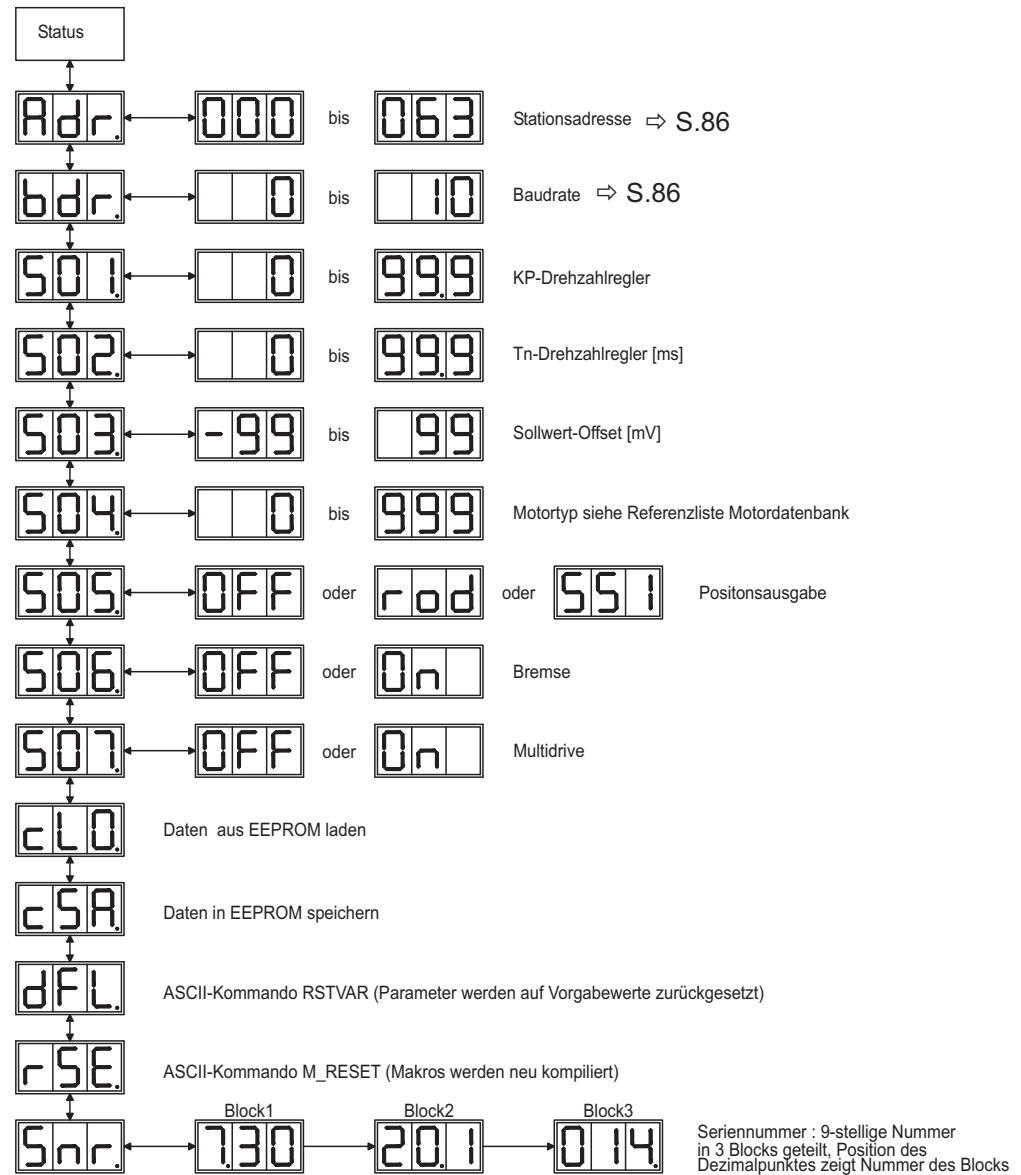 Status
Adr. 000 bis 063 Stationsadresse ⇨ S.86
bdr. 0 bis 10 Baudrate ⇨ S.86
S01. 0 bis 99.9 KP-Drehzahlregler
S02. 0 bis 99.9 Tn-Drehzahlregler [ms]
S03. -99 bis 99 Sollwert-Offset [mV]
S04. 0 bis 999 Motortyp siehe Referenzliste Motordatenbank
S05. OFF oder rod oder SSI Positonsausgabe
S06. OFF oder On Bremse
S07. OFF oder On Multidrive
cLO. Daten aus EEPROM laden
cSA. Daten in EEPROM speichern
dFL. ASCII-Kommando RSTVAR (Parameter werden auf Vorgabewerte zurückgesetzt)
rSE. ASCII-Kommando M_RESET (Makros werden neu kompiliert)
Block1 Block2 Block3
Snr. 7.30 20.1 014. Seriennummer : 9-stellige Nummer
in 3 Blocks geteilt, Position des
Dezimalpunktes zeigt Nummer des Blocks